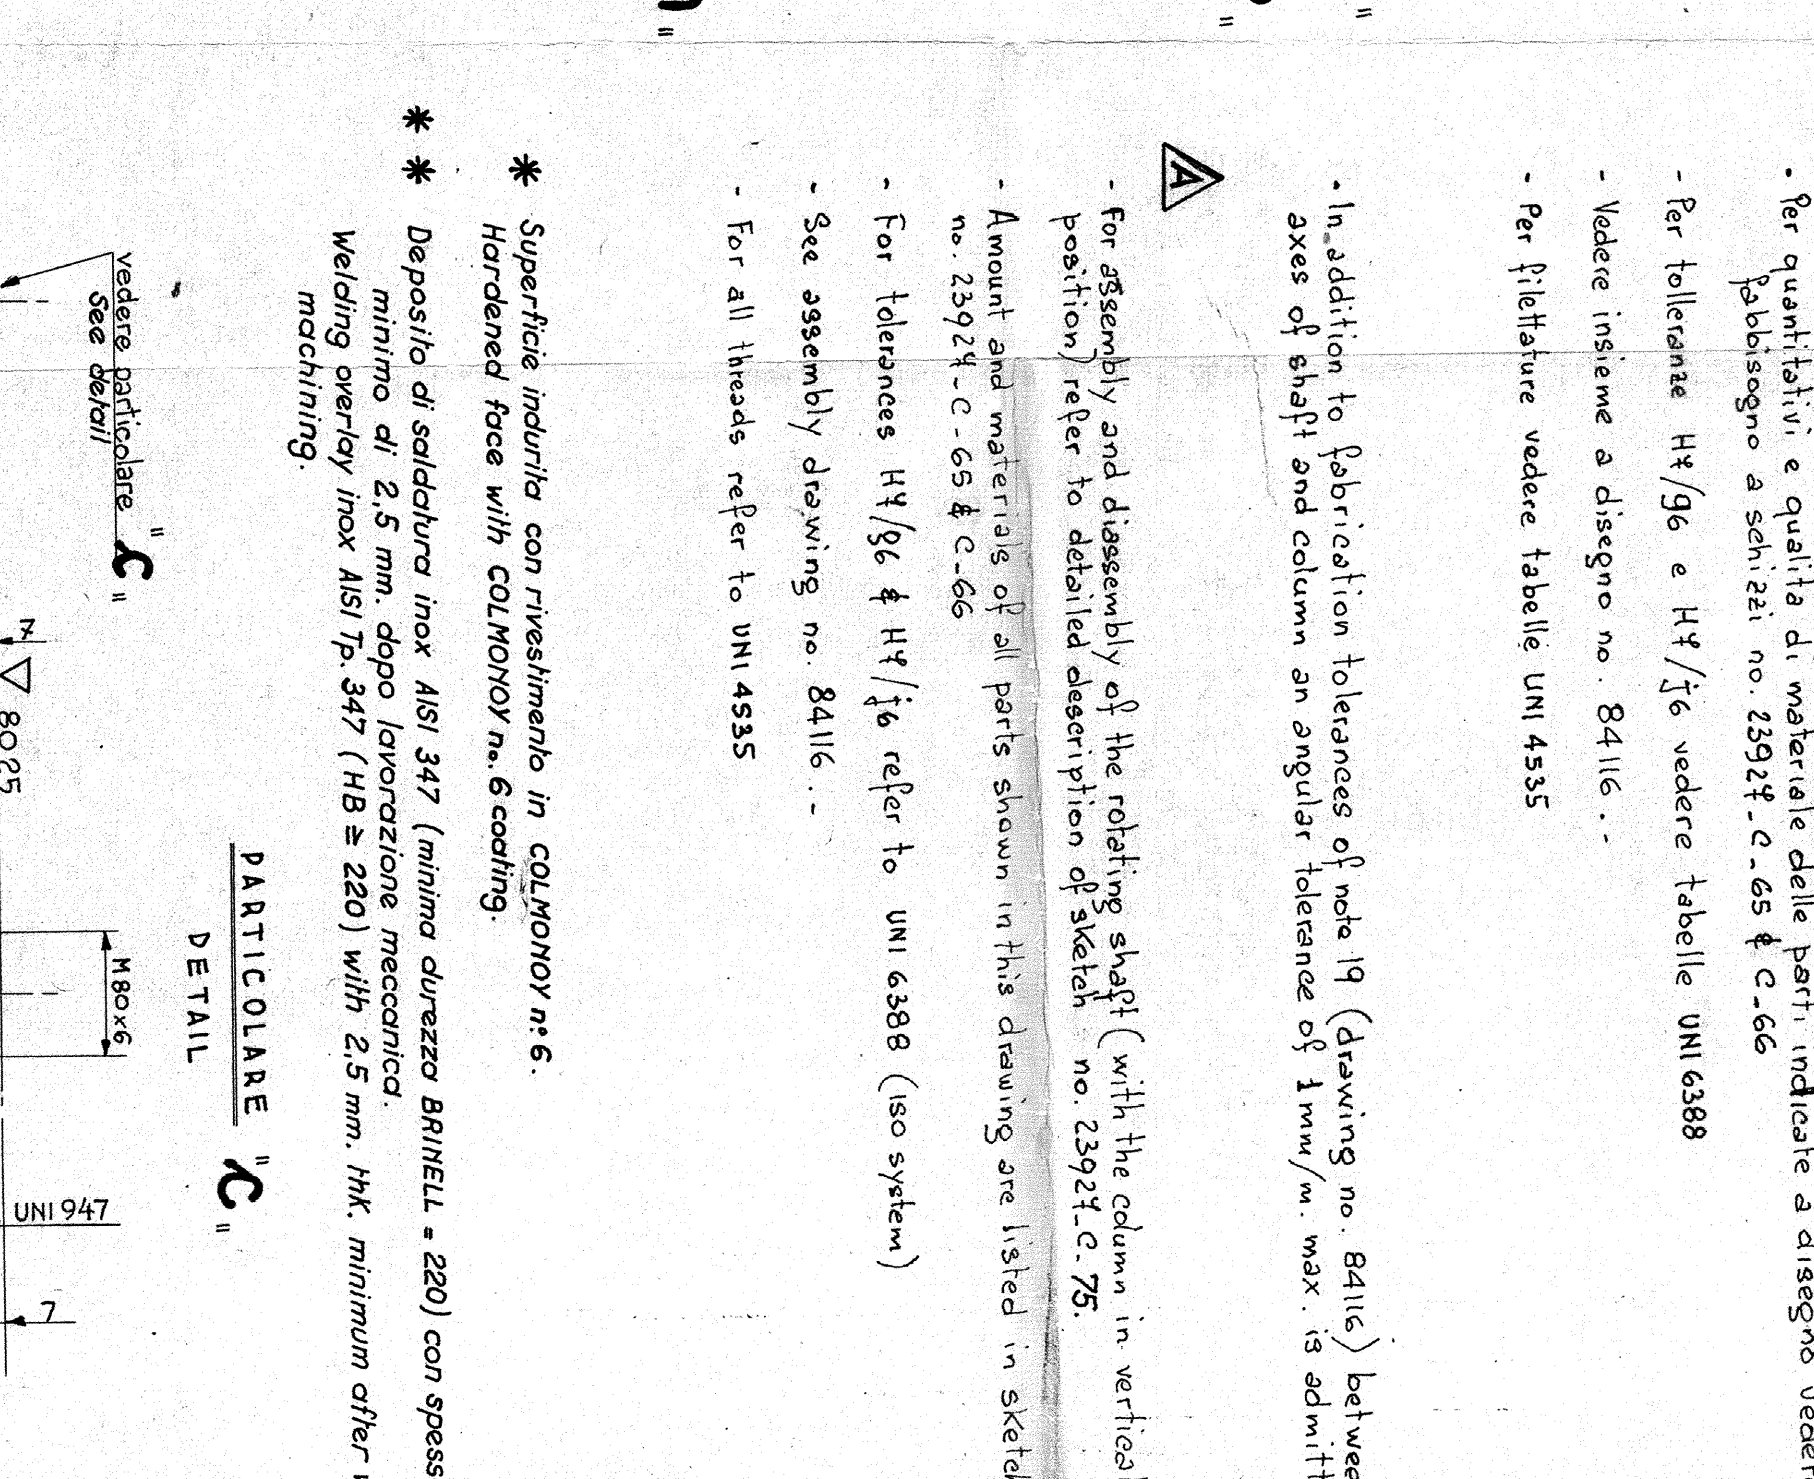 • Per quantitativi e qualita di materiale delle parti indicate a disegno
fabbisogno a schizzi no. 23927-C-65 & C-66
- Per tolleranze H7/g6 e H7/j6 vedere tabelle UNI 6388
- Vedere insieme a disegno no. 84116.-
- Per filettature vedere tabelle UNI 4535
• In addition to fabrication tolerances of note 19 (drawing no. 84116) betwee
axes of shaft and column an angular tolerance of 1 mm/m. max. is admitt
A
- For assembly and disassembly of the rotating shaft (with the column in vertical
position) refer to detailed description of sketch no. 23927-C-75.
- Amount and materials of all parts shown in this drawing are listed in sketch
no. 23927-C-65 & C-66
- For tolerances H7/g6 & H7/j6 refer to UNI 6388 (ISO system)
- See assembly drawing no. 84116.-
- For all threads refer to UNI 4535
* Superficie indurita con rivestimento in COLMONOY n° 6.
Hardened face with COLMONOY no. 6 coating.
** Deposito di saldatura inox AISI 347 (minima durezza BRINELL = 220) con spess
minimo di 2,5 mm. dopo lavorazione meccanica.
Welding overlay inox AISI Tp. 347 (HB ≅ 220) with 2,5 mm. thk. minimum after
machining.
PARTICOLARE "C"
DETAIL
vedere particolare "C"
See detail
M80x6
UNI 947
7
▽ 8025
7